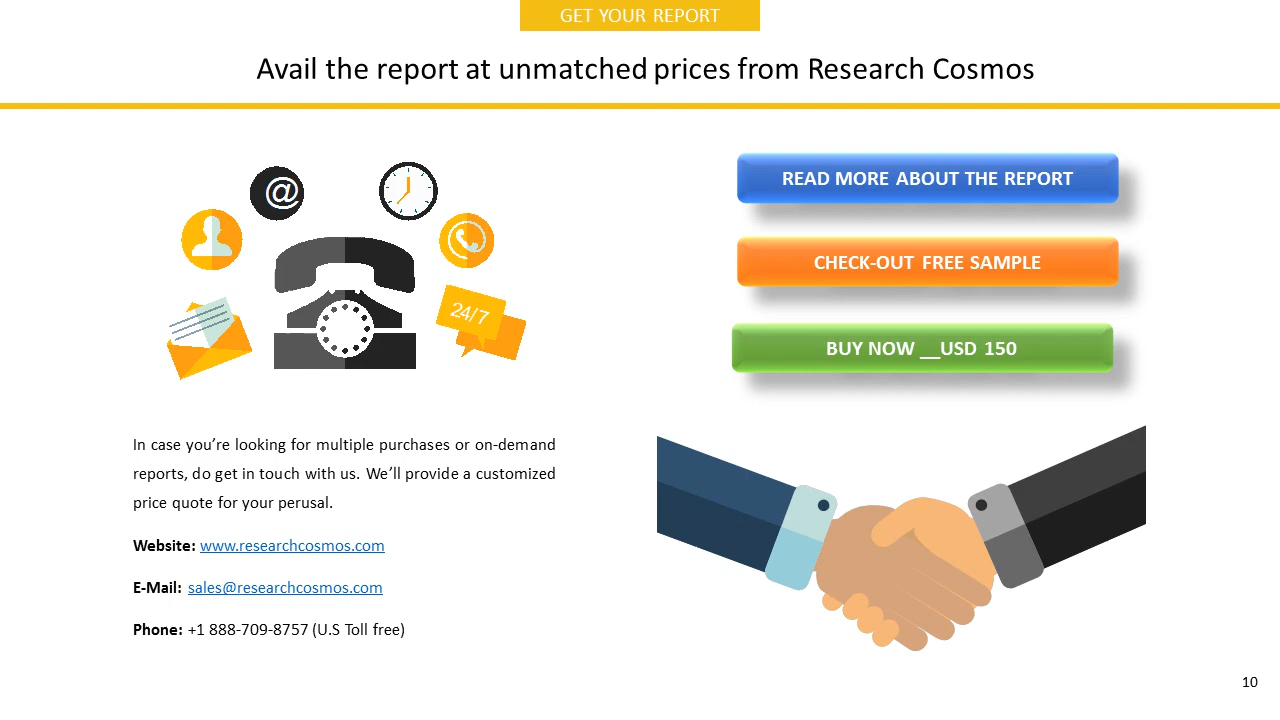 GET YOUR REPORT
Avail the report at unmatched prices from Research Cosmos
@
24/7
READ MORE ABOUT THE REPORT
CHECK-OUT FREE SAMPLE
BUY NOW __USD 150
In case you’re looking for multiple purchases or on-demand
reports, do get in touch with us. We’ll provide a customized
price quote for your perusal.
Website: www.researchcosmos.com
E-Mail: sales@researchcosmos.com
Phone: +1 888-709-8757 (U.S Toll free)
10